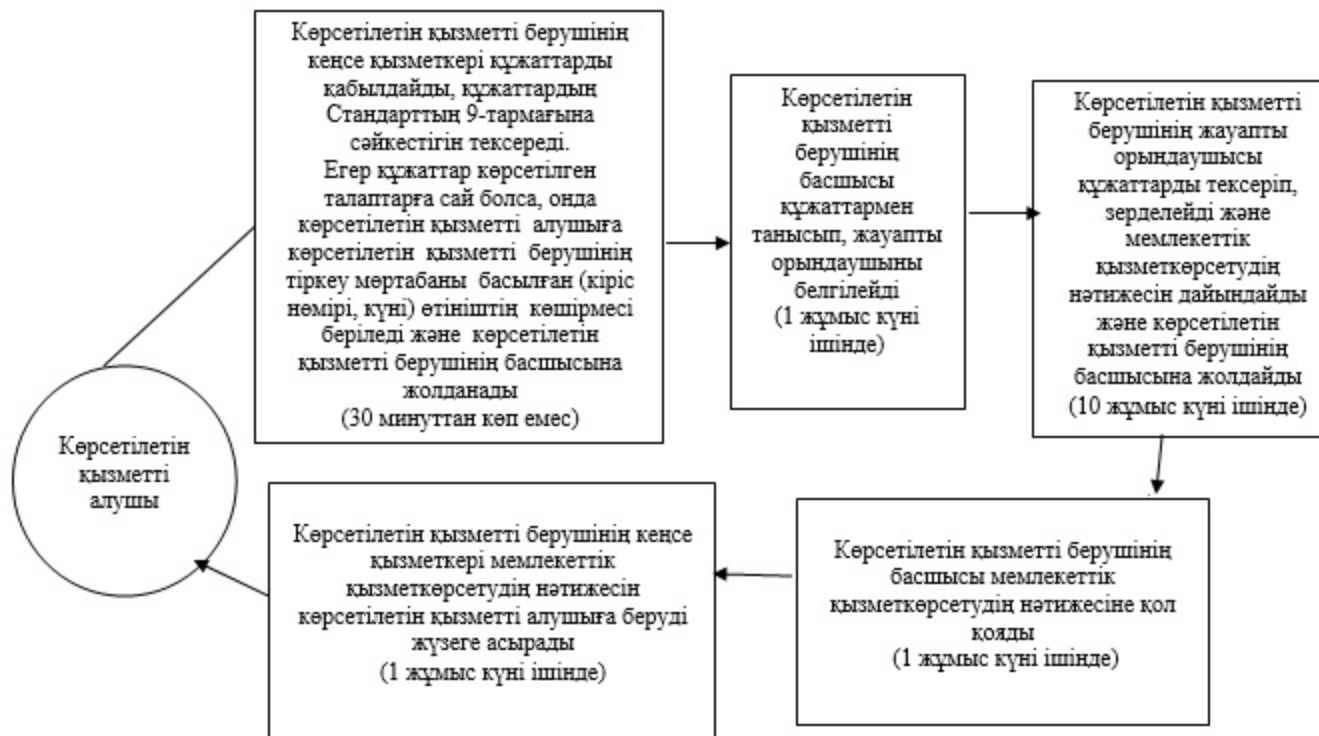 Көрсетілетін қызметті берушінің
кеңсе қызметкері құжаттарды
қабылдайды, құжаттардың
Стандарттың 9-тармағына
сәйкестігін тексереді.
Егер құжаттар көрсетілген
талаптарға сай болса, онда
көрсетілетін қызметті алушыға
көрсетілетін қызметті берушінің
тіркеу мөртабаны басылған (кіріс
нөмірі, күні) өтініштің көшірмесі
беріледі және көрсетілетін
қызметті берушінің басшысына
жолданады
(30 минуттан көп емес)
Көрсетілетін
қызметті
берушінің
басшысы
құжаттармен
танысып, жауапты
орындаушыны
белгілейді
(1 жұмыс күні
ішінде)
Көрсетілетін қызметті
берушінің жауапты
орындаушысы
құжаттарды тексеріп,
зерделейді және
мемлекеттік
қызметкөрсетудің
нәтижесін дайындайды
және көрсетілетін
қызметті берушінің
басшысына жолдайды
(10 жұмыс күні ішінде)
Көрсетілетін
қызметті
алушы
Көрсетілетін қызметті берушінің кеңсе
қызметкері мемлекеттік
қызметкөрсетудің нәтижесін
көрсетілетін қызметті алушыға беруді
жүзеге асырады
(1 жұмыс күні ішінде)
Көрсетілетін қызметті берушінің
басшысы мемлекеттік
қызметкөрсетудің нәтижесіне қол
қояды
(1 жұмыс күні ішінде)